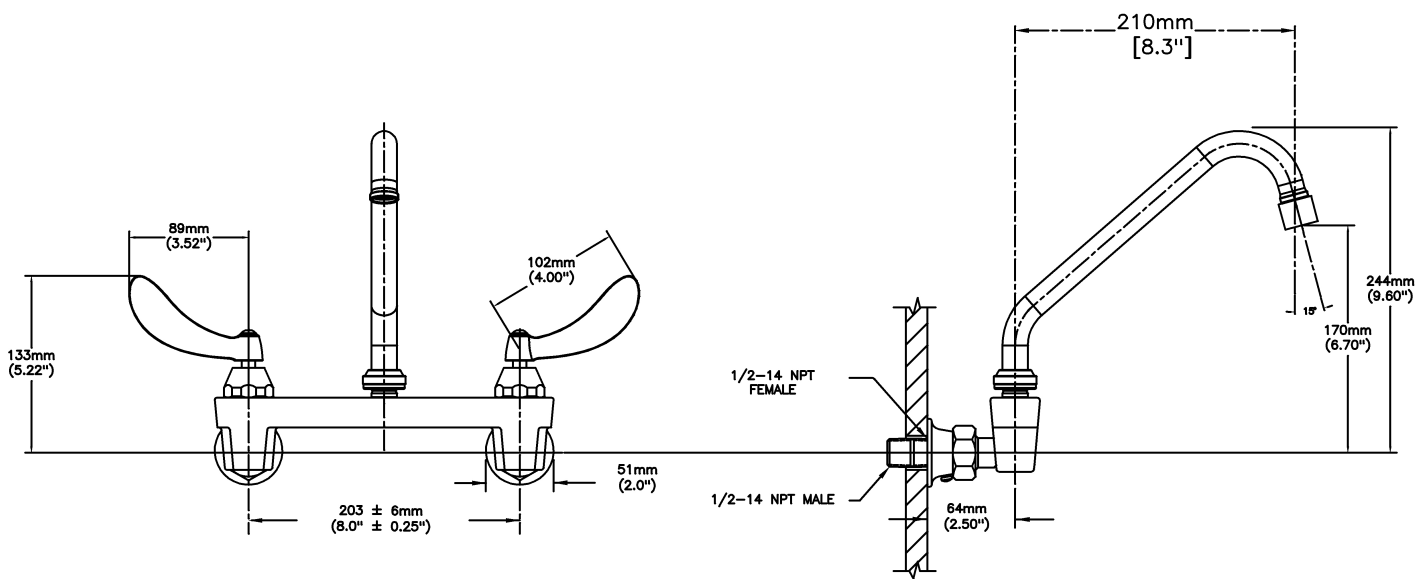 210mm
[8.3"]
89mm
(3.52")
102mm
(4.00")
244mm
(9.60")
15°
170mm
(6.70")
133mm
(5.22")
1/2-14 NPT
FEMALE
51mm
(2.0")
1/2-14 NPT MALE
203 ± 6mm
(8.0" ± 0.25")
64mm
(2.50")